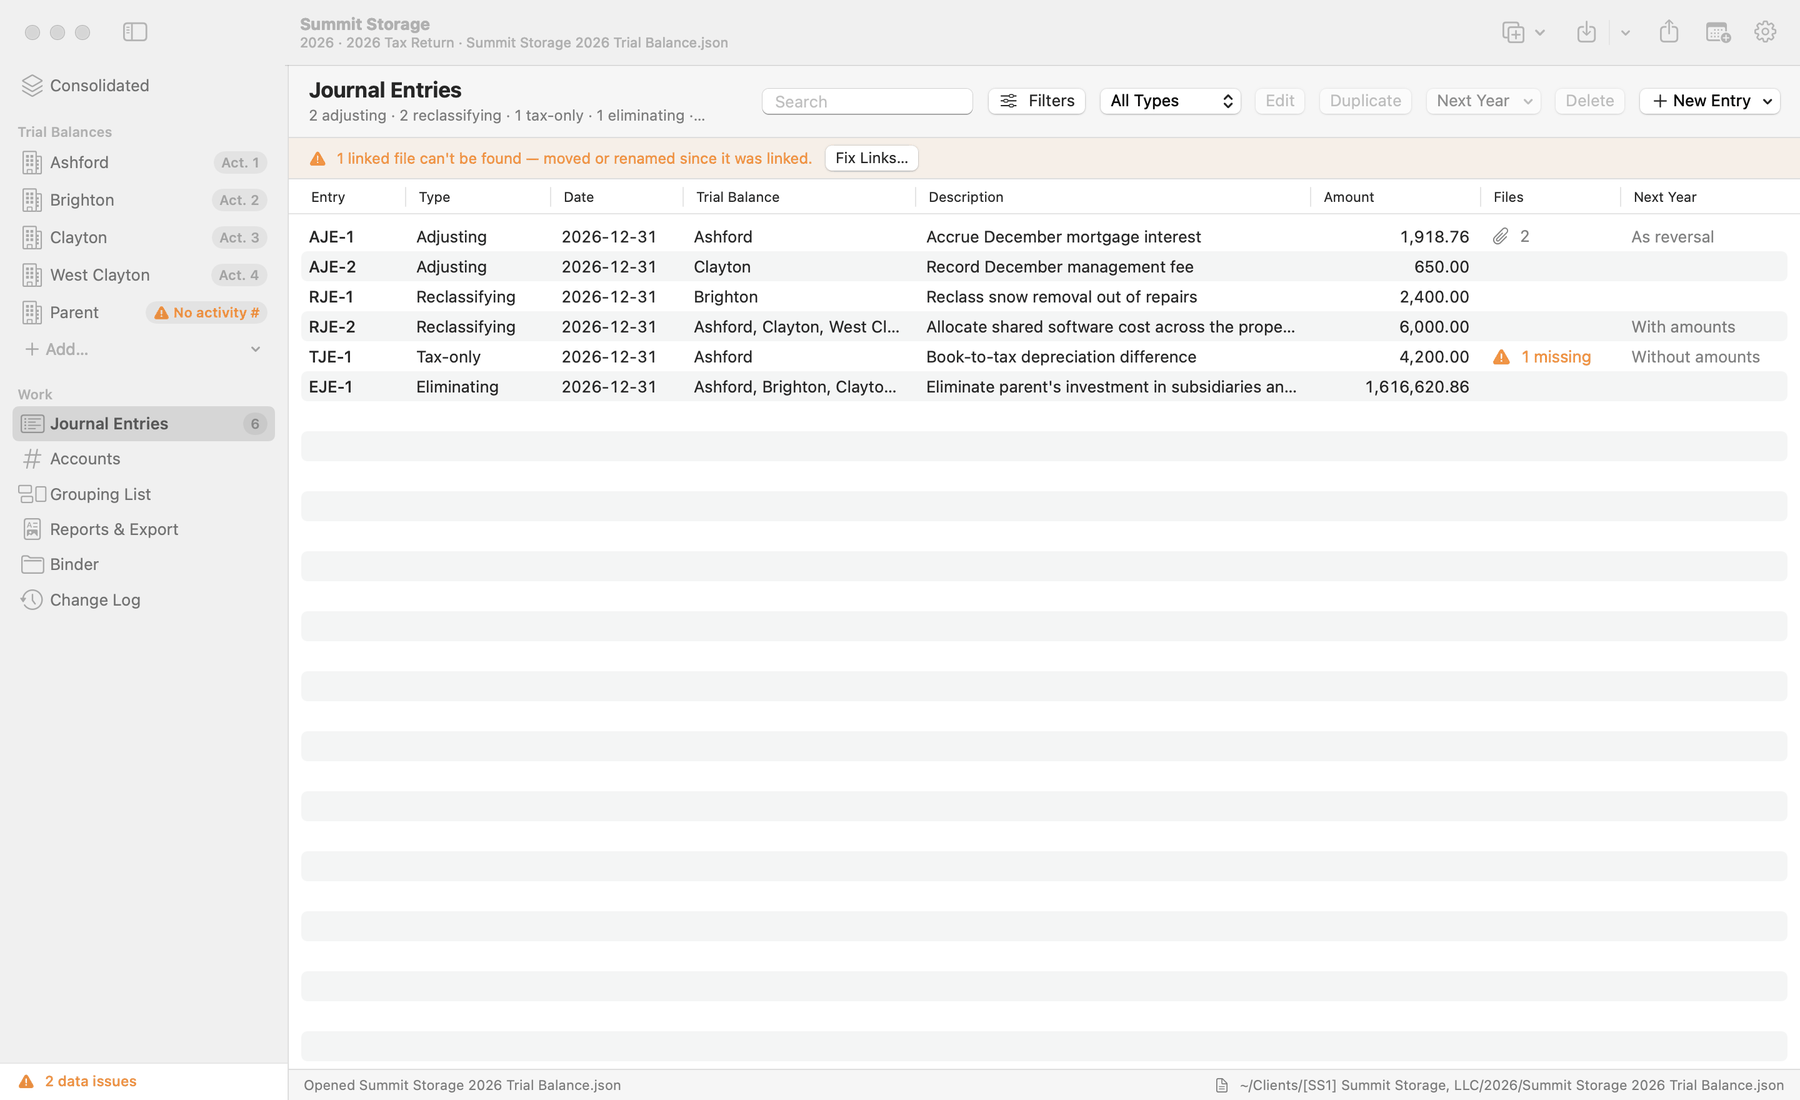 Summit Storage
2026 · 2026 Tax Return · Summit Storage 2026 Trial Balance.json
Consolidated
Trial Balances
Ashford Act. 1
Brighton Act. 2
Clayton Act. 3
West Clayton Act. 4
Parent No activity #
Add...
Work
Journal Entries 6
Accounts
Grouping List
Reports & Export
Binder
Change Log
2 data issues
Journal Entries
2 adjusting · 2 reclassifying · 1 tax-only · 1 eliminating ·...
Search Filters All Types Edit Duplicate Next Year Delete + New Entry
1 linked file can't be found — moved or renamed since it was linked. Fix Links...
Entry Type Date Trial Balance Description Amount Files Next Year
AJE-1 Adjusting 2026-12-31 Ashford Accrue December mortgage interest 1,918.76 2 As reversal
AJE-2 Adjusting 2026-12-31 Clayton Record December management fee 650.00
RJE-1 Reclassifying 2026-12-31 Brighton Reclass snow removal out of repairs 2,400.00
RJE-2 Reclassifying 2026-12-31 Ashford, Clayton, West Cl... Allocate shared software cost across the prope... 6,000.00 With amounts
TJE-1 Tax-only 2026-12-31 Ashford Book-to-tax depreciation difference 4,200.00 1 missing Without amounts
EJE-1 Eliminating 2026-12-31 Ashford, Brighton, Clayto... Eliminate parent's investment in subsidiaries an... 1,616,620.86
Opened Summit Storage 2026 Trial Balance.json
~/Clients/[SS1] Summit Storage, LLC/2026/Summit Storage 2026 Trial Balance.json